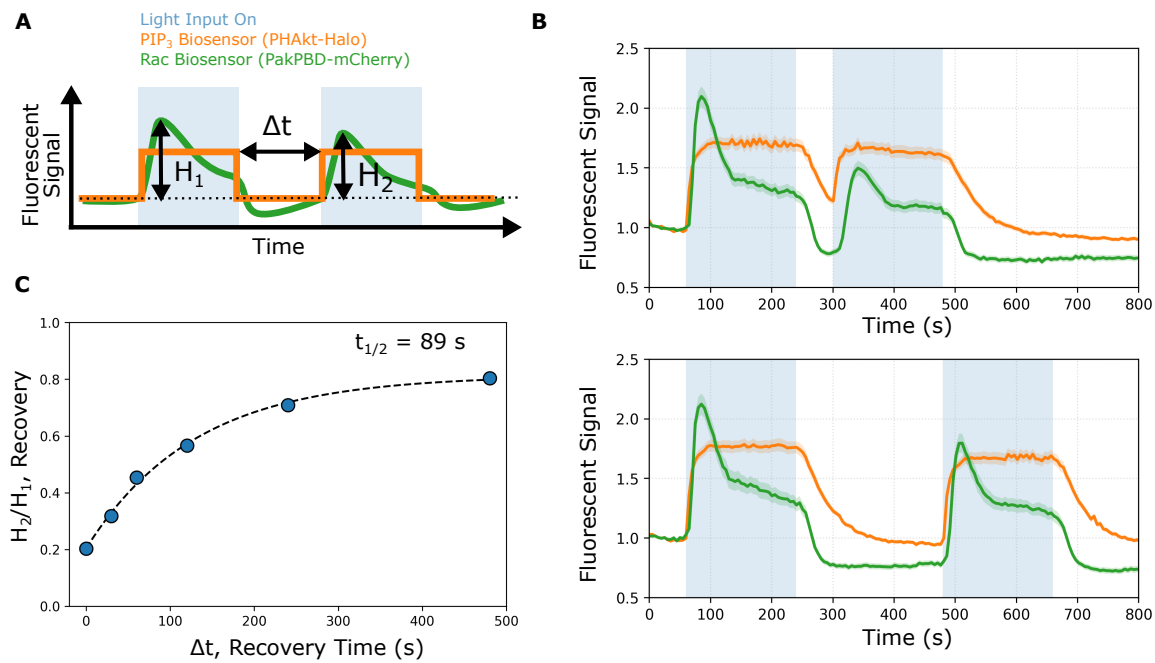 A
Light Input On
PIP3 Biosensor (PHAkt-Halo)
Rac Biosensor (PakPBD-mCherry)
Fluorescent
Signal
H1
Δt
H2
Time
B
2.5
2.0
1.5
1.0
0.5
0
100
200
300
400
500
600
700
800
Fluorescent Signal
Time (s)
2.5
2.0
1.5
1.0
0.5
0
100
200
300
400
500
600
700
800
Fluorescent Signal
Time (s)
C
t1/2 = 89 s
1.0
0.8
0.6
0.4
0.2
0.0
0
100
200
300
400
500
H2/H1, Recovery
Δt, Recovery Time (s)